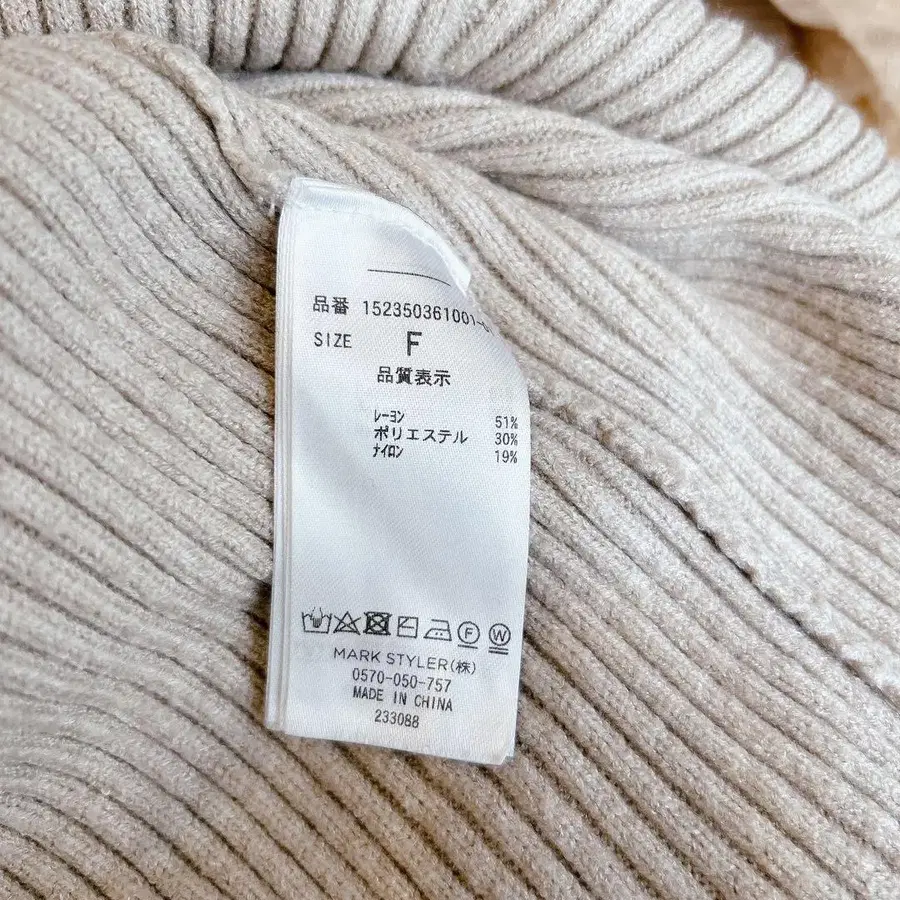 品番 152350361001-
SIZE F
品質表示
レーヨン 51%
ポリエステル 30%
ナイロン 19%
F W
MARK STYLER(株)
0570-050-757
MADE IN CHINA
233088